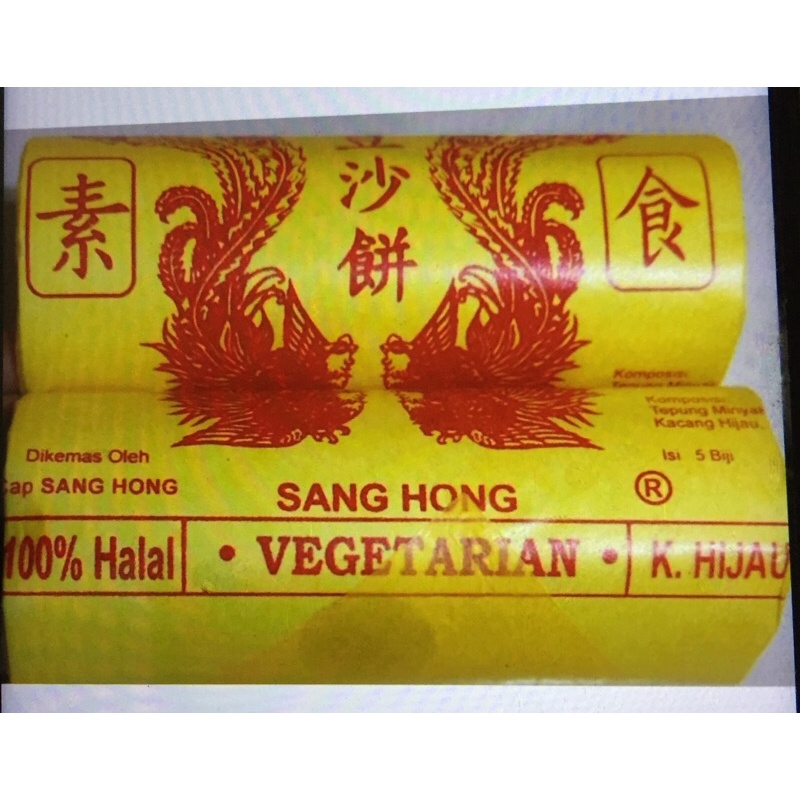 素
沙
餅
食
Komposisi
Komposisi
Tepung Minyak
Kacang Hijau.
Dikemas Oleh
Cap SANG HONG
Isi 5 Biji
SANG HONG
®
100% Halal
• VEGETARIAN •
K. HIJAU